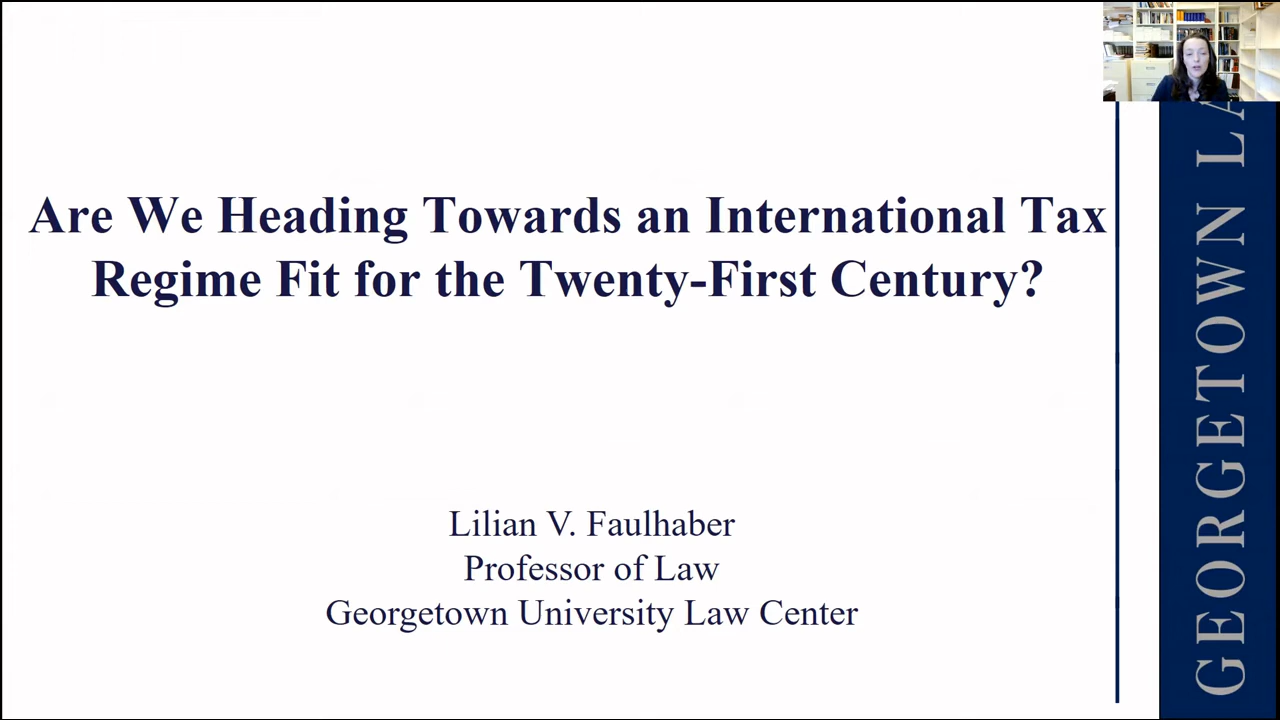 Are We Heading Towards an International Tax
Regime Fit for the Twenty-First Century?
Lilian V. Faulhaber
Professor of Law
Georgetown University Law Center
GEORGETOWN LA